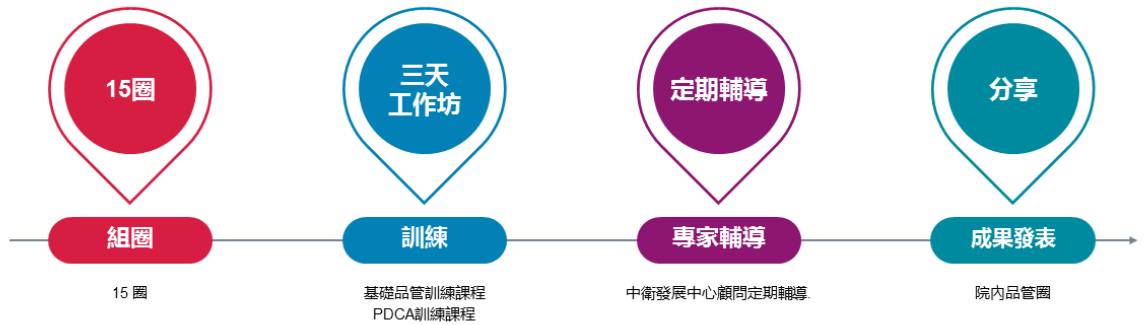 15圈
三天
工作坊
定期輔導
分享
組圈
訓練
專家輔導
成果發表
15 圈
基礎品管訓練課程
PDCA訓練課程
中衛發展中心顧問定期輔導.
院內品管圈